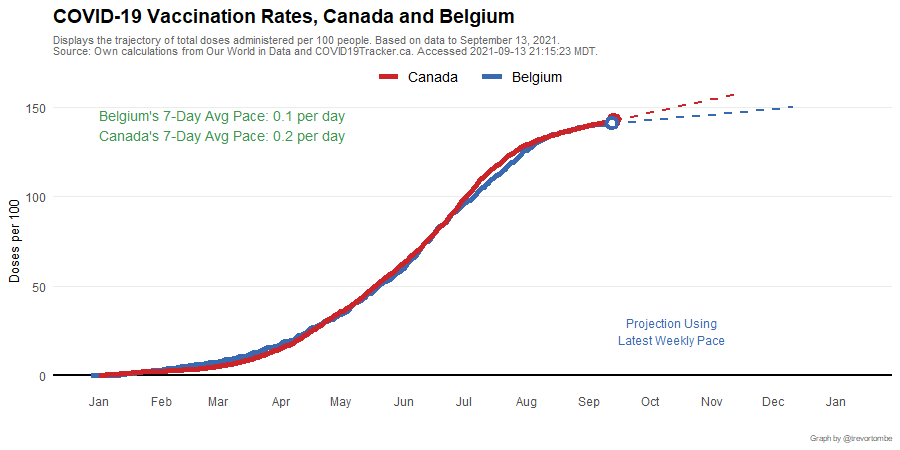 COVID-19 Vaccination Rates, Canada and Belgium
Displays the trajectory of total doses administered per 100 people. Based on data to September 13, 2021.
Source: Own calculations from Our World in Data and COVID19Tracker.ca. Accessed 2021-09-13 21:15:23 MDT.
Canada Belgium
150
Belgium's 7-Day Avg Pace: 0.1 per day
Canada's 7-Day Avg Pace: 0.2 per day
100
Doses per 100
50
Projection Using
Latest Weekly Pace
0
Jan Feb Mar Apr May Jun Jul Aug Sep Oct Nov Dec Jan
Graph by @trevortombe